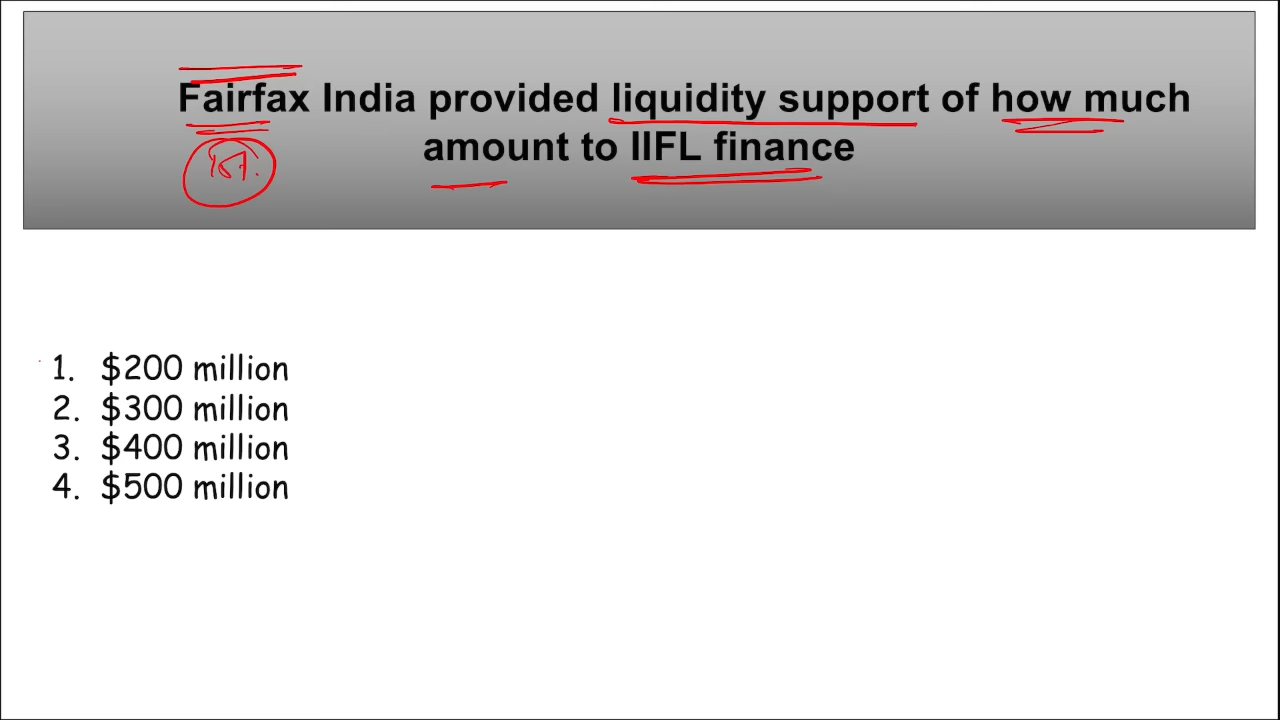 Fairfax India provided liquidity support of how much
amount to IIFL finance
1. $200 million
2. $300 million
3. $400 million
4. $500 million